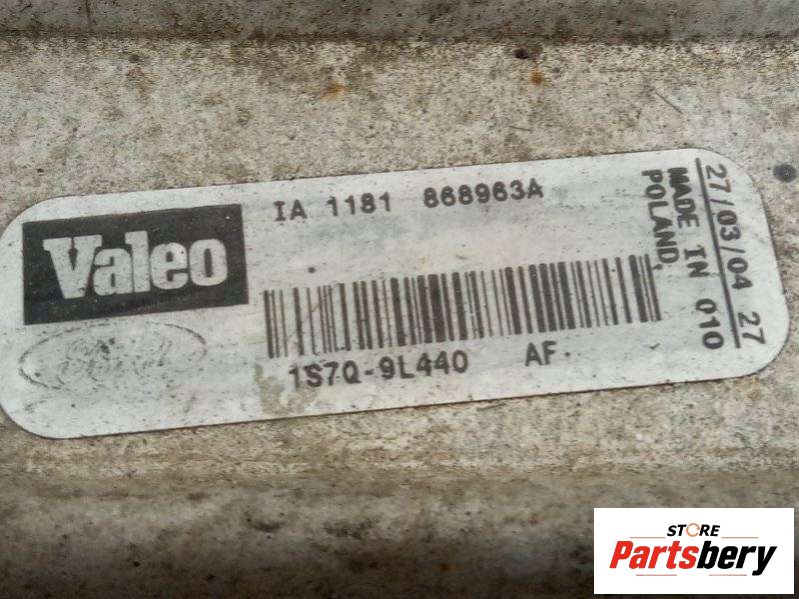 Valeo
IA 1181 868963A
1S7Q-9L440 AF.
27/03/04 27
MADE IN 010
POLAND,
STORE
Partsbery